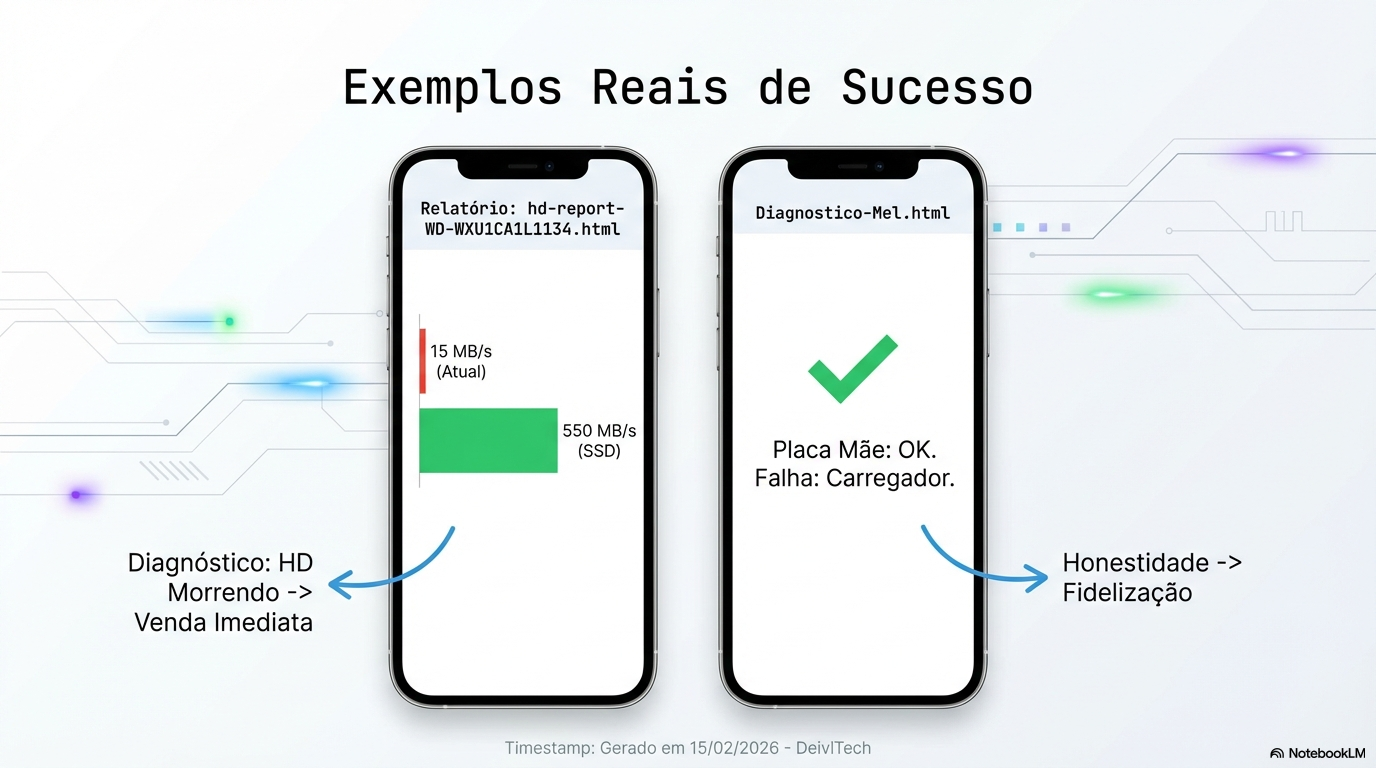 Exemplos Reais de Sucesso
Relatório: hd-report-
WD-WXU1CA1L1134.html
15 MB/s
(Atual)
550 MB/s
(SSD)
Diagnóstico: HD
Morrendo ->
Venda Imediata
Diagnostico-Mel.html
Placa Mãe: OK.
Falha: Carregador.
Honestidade ->
Fidelização
Timestamp: Gerado em 15/02/2026 - DeivlTech
NotebookLM